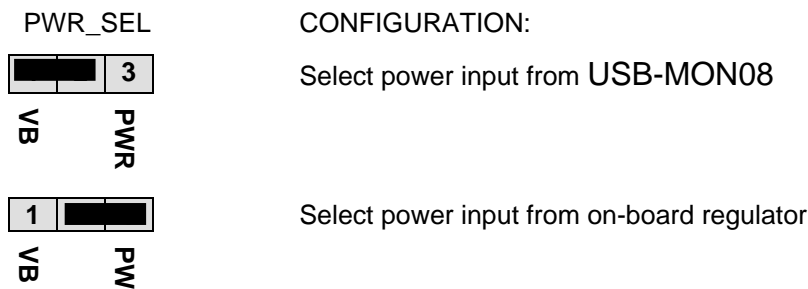 PWR_SEL CONFIGURATION:
3 Select power input from USB-MON08
VB PWR
1 Select power input from on-board regulator
VB PW